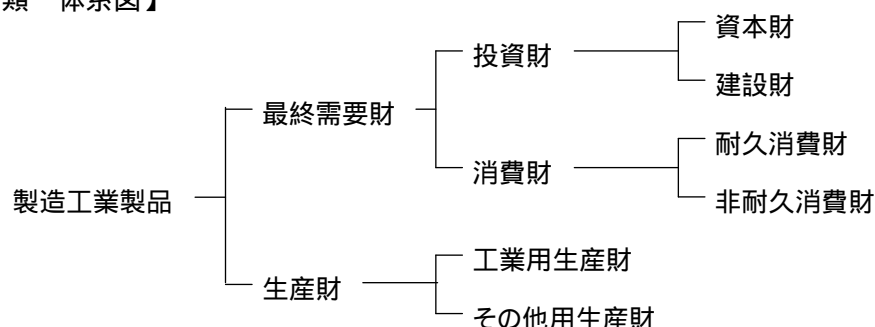 類 体系図】
資本財
投資財
建設財
最終需要財
耐久消費財
消費財
製造工業製品
非耐久消費財
工業用生産財
生産財
その他用生産財